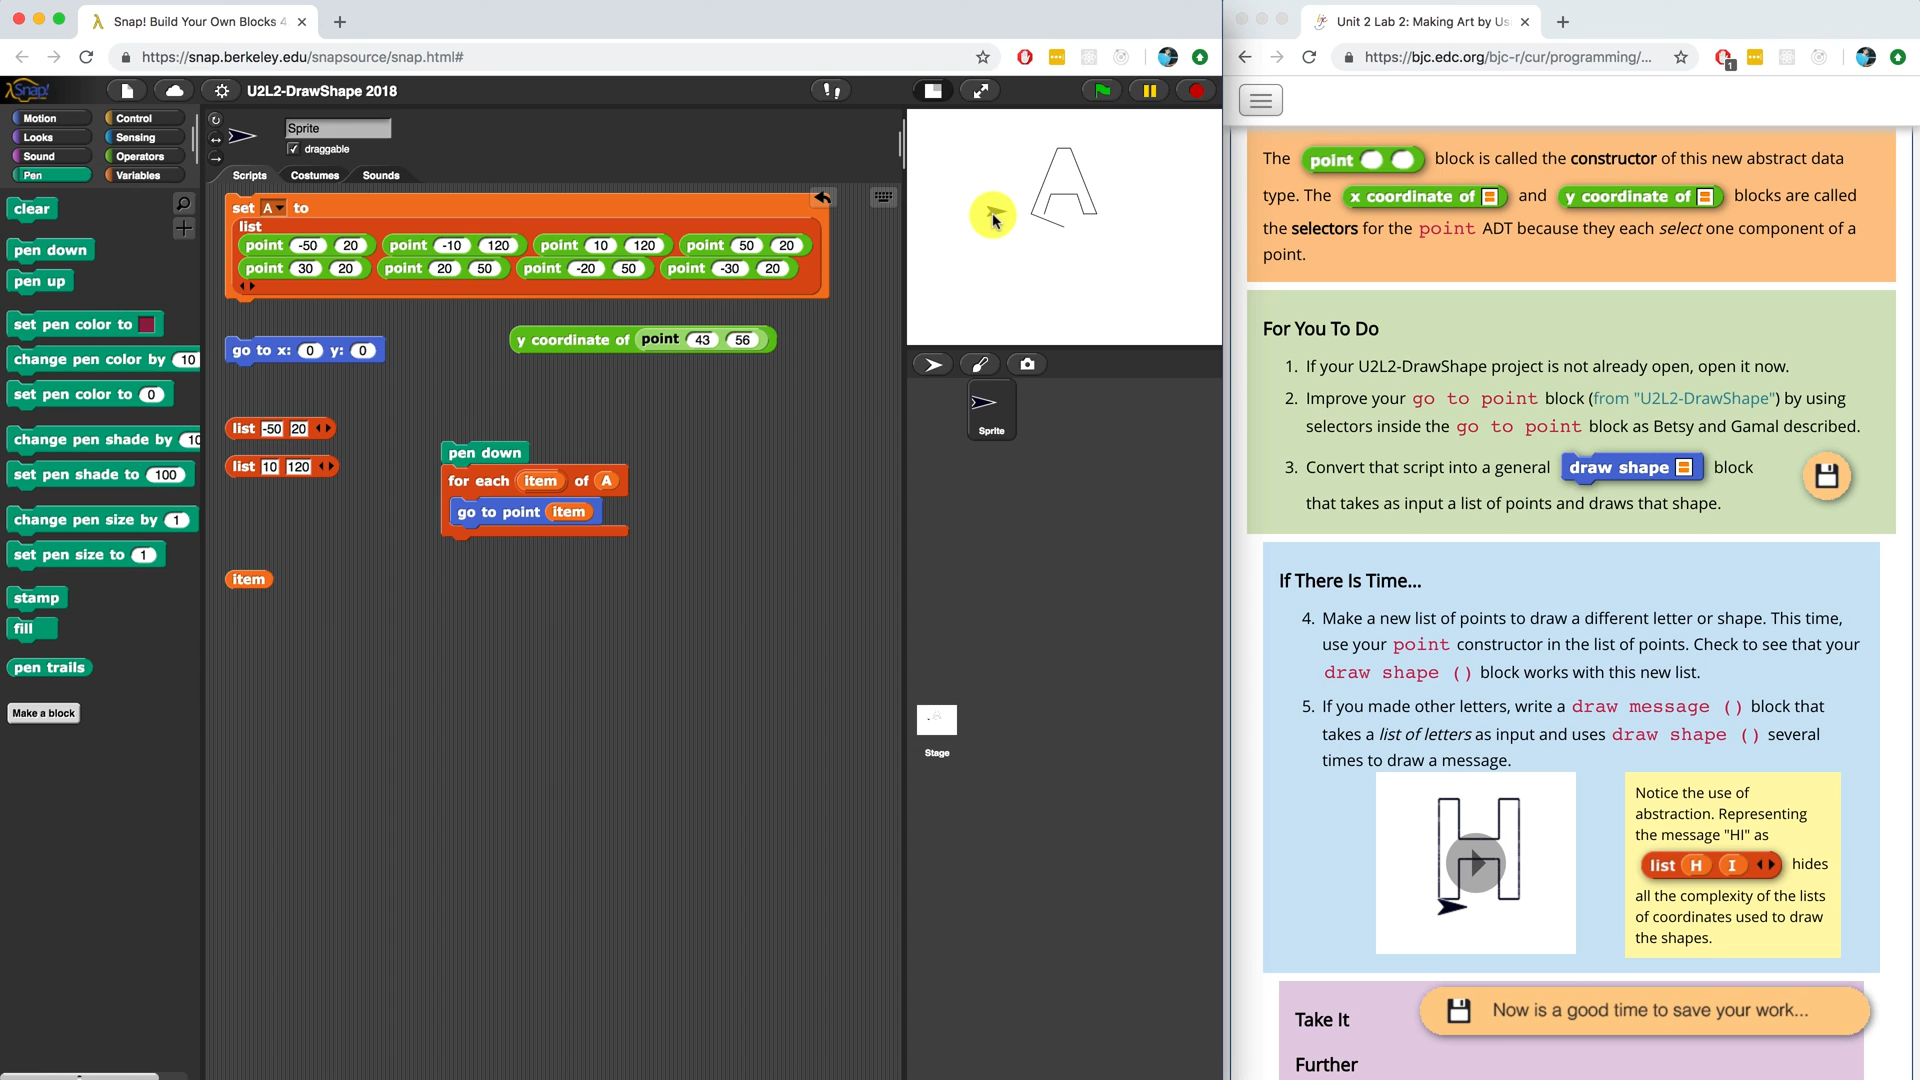 Snap! Build Your Own Blocks 4.
https://snap.berkeley.edu/snapsource/snap.html#
Snap!
U2L2-DrawShape 2018
Motion
Control
Looks
Sensing
Sound
Operators
Pen
Variables
clear
pen down
pen up
set pen color to
change pen color by 10
set pen color to 0
change pen shade by 10
set pen shade to 100
change pen size by 1
set pen size to 1
stamp
fill
pen trails
Make a block
Sprite
draggable
Scripts
Costumes
Sounds
set A to
list
point -50 20 point -10 120 point 10 120 point 50 20
point 30 20 point 20 50 point -20 50 point -30 20
go to x: 0 y: 0
y coordinate of point 43 56
list -50 20
list 10 120
pen down
for each item of A
go to point item
item
Sprite
Stage
Unit 2 Lab 2: Making Art by Us
https://bjc.edc.org/bjc-r/cur/programming/...
1
The point block is called the constructor of this new abstract data
type. The x coordinate of and y coordinate of blocks are called
the selectors for the point ADT because they each select one component of a
point.
For You To Do
1. If your U2L2-DrawShape project is not already open, open it now.
2. Improve your go to point block (from "U2L2-DrawShape") by using
selectors inside the go to point block as Betsy and Gamal described.
3. Convert that script into a general draw shape block
that takes as input a list of points and draws that shape.
If There Is Time...
4. Make a new list of points to draw a different letter or shape. This time,
use your point constructor in the list of points. Check to see that your
draw shape () block works with this new list.
5. If you made other letters, write a draw message () block that
takes a list of letters as input and uses draw shape () several
times to draw a message.
Notice the use of
abstraction. Representing
the message "HI" as
list H I hides
all the complexity of the lists
of coordinates used to draw
the shapes.
Take It
Further
Now is a good time to save your work...